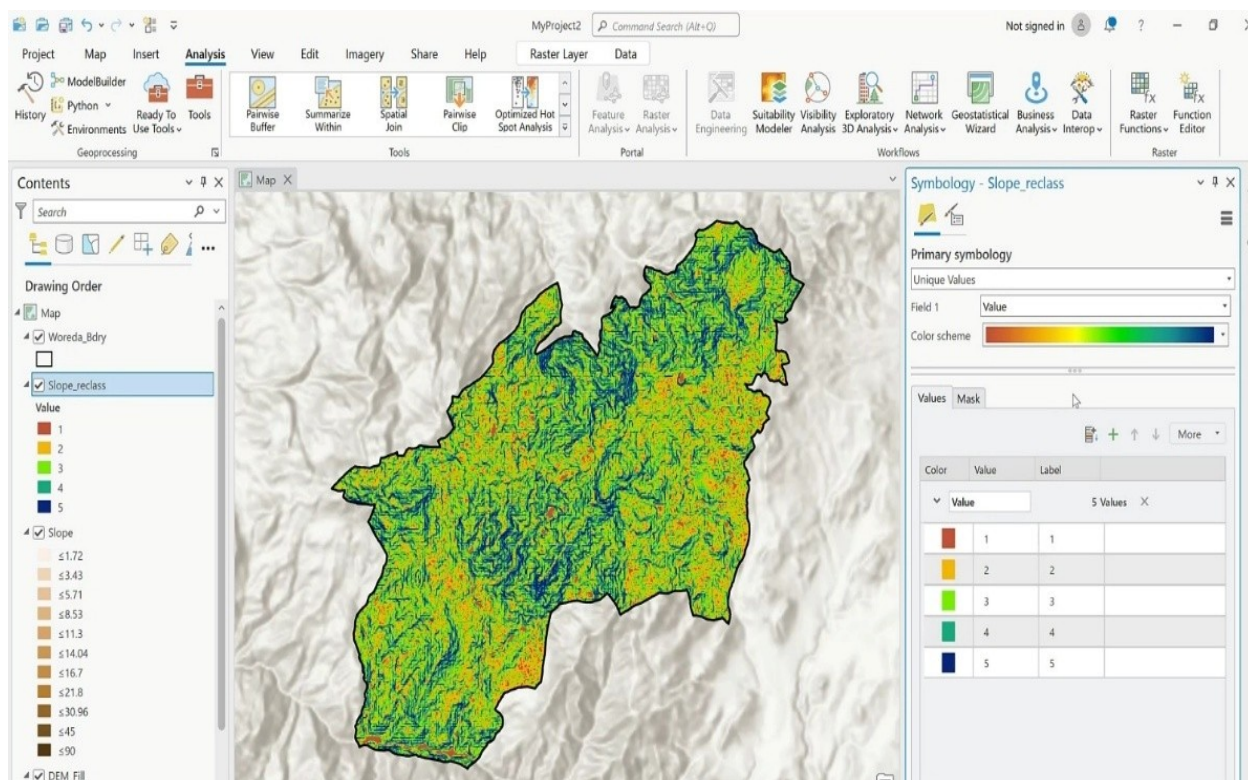 MyProject2
Command Search (Alt+Q)
Not signed in
?
Project Map Insert Analysis View Edit Imagery Share Help Raster Layer Data
History
ModelBuilder
Python
Environments
Ready To
Use Tools
Tools
Pairwise
Buffer
Summarize
Within
Spatial
Join
Pairwise
Clip
Optimized Hot
Spot Analysis
Feature
Analysis
Raster
Analysis
Data
Engineering
Suitability
Modeler
Visibility
Analysis
Exploratory
3D Analysis
Network
Analysis
Geostatistical
Wizard
Business
Analysis
Data
Interop
Raster
Functions
Function
Editor
Geoprocessing
Tools
Portal
Workflows
Raster
Contents
Search
Drawing Order
Map
Woreda_Bdry
Slope_reclass
Value
1
2
3
4
5
Slope
≤1.72
≤3.43
≤5.71
≤8.53
≤11.3
≤14.04
≤16.7
≤21.8
≤30.96
≤45
≤90
DEM_Fill
Map
Symbology - Slope_reclass
Primary symbology
Unique Values
Field 1 Value
Color scheme
Values Mask
More
Color Value Label
Value 5 Values
1 1
2 2
3 3
4 4
5 5